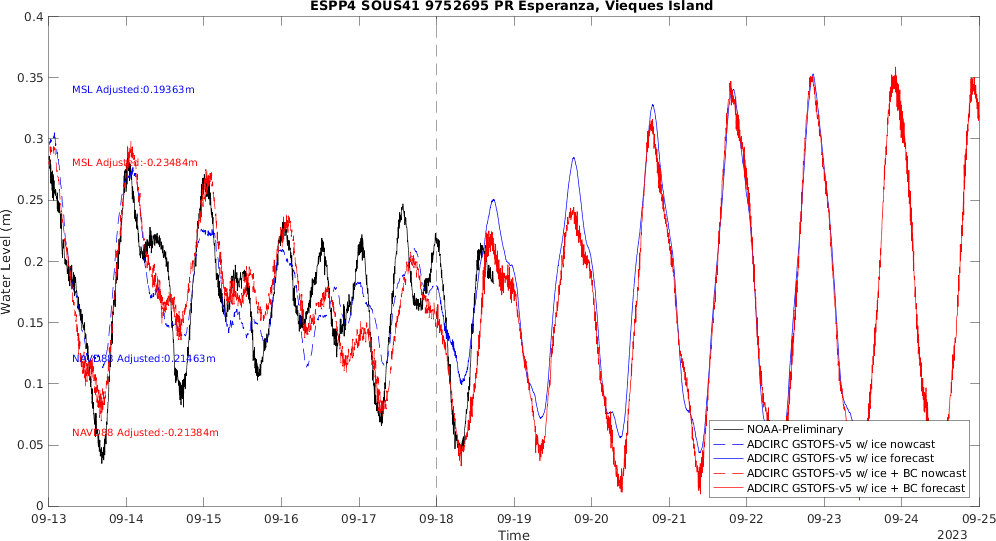 ESPP4 SOUS41 9752695 PR Esperanza, Vieques Island
Water Level (m)
0.4
0.35
0.3
0.25
0.2
0.15
0.1
0.05
0
MSL Adjusted:0.19363m
MSL Adjusted:-0.23484m
NAVD88 Adjusted:0.21463m
NAVD88 Adjusted:-0.21384m
NOAA-Preliminary
ADCIRC GSTOFS-v5 w/ ice nowcast
ADCIRC GSTOFS-v5 w/ ice forecast
ADCIRC GSTOFS-v5 w/ ice + BC nowcast
ADCIRC GSTOFS-v5 w/ ice + BC forecast
09-13 09-14 09-15 09-16 09-17 09-18 09-19 09-20 09-21 09-22 09-23 09-24 09-25
Time
2023